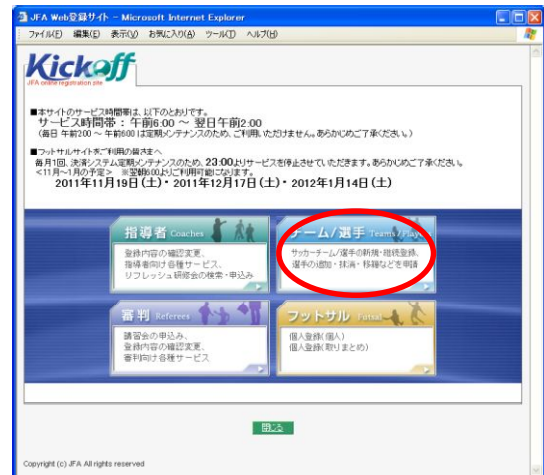 JFA Web登録サイト - Microsoft Internet Explorer
ファイル(F) 編集(E) 表示(V) お気に入り(A) ツール(T) ヘルプ(H)
Kickoff
JFA online registration site
■本サイトのサービス時間帯は、以下のとおりです。
サービス時間帯：午前6:00 ～ 翌日午前2:00
(毎日 午前2:00 ～ 午前6:00 は定期メンテナンスのため、ご利用いただけません。あらかじめご了承ください。)
■フットサルサイトをご利用の皆さまへ
毎月1回、決済システム定期メンテナンスのため、23:00よりサービスを停止させていただきます。あらかじめご了承ください。
<11月～1月の予定> ※翌朝6:00よりご利用可能になります。
2011年11月19日(土)・2011年12月17日(土)・2012年1月14日(土)
指導者 Coaches
登録内容の確認変更、
指導者向け各種サービス、
リフレッシュ研修会の検索・申込み
チーム/選手 Teams/Play
サッカーチーム/選手の新規・継続登録、
選手の追加・抹消・移籍などを申請
審判 Referees
講習会の申込み、
登録内容の確認変更、
審判向け各種サービス
フットサル Futsal
個人登録(個人)
個人登録(取りまとめ)
閉じる
Copyright (c) JFA All rights reserved